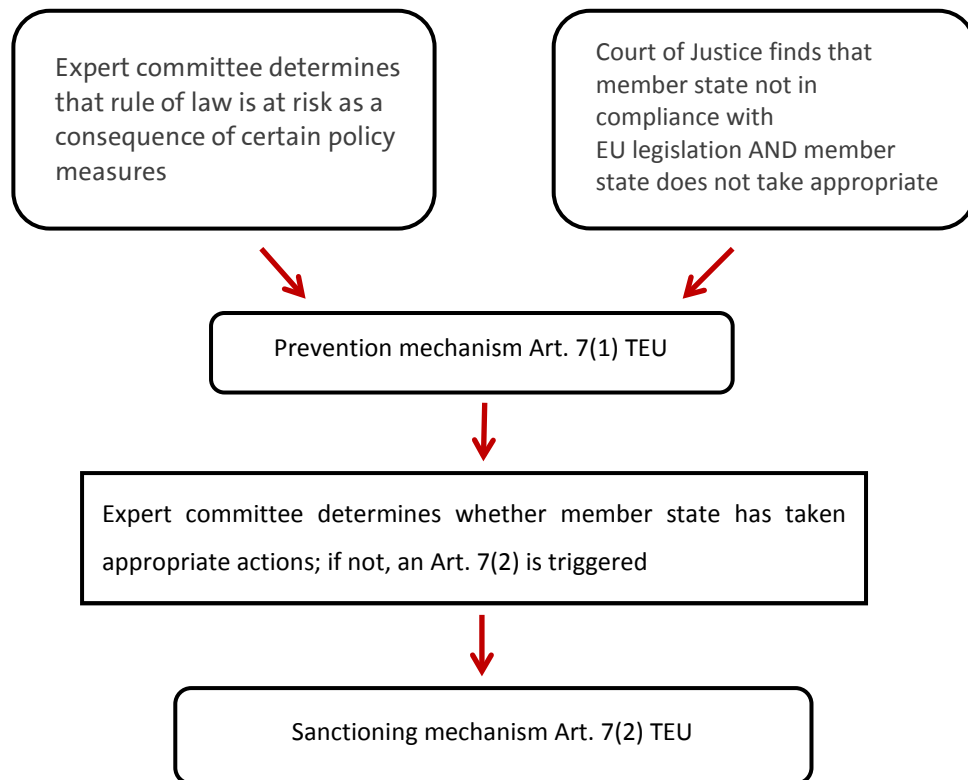 Expert committee determines
that rule of law is at risk as a
consequence of certain policy
measures
Court of Justice finds that
member state not in
compliance with
EU legislation AND member
state does not take appropriate
Prevention mechanism Art. 7(1) TEU
Expert committee determines whether member state has taken
appropriate actions; if not, an Art. 7(2) is triggered
Sanctioning mechanism Art. 7(2) TEU